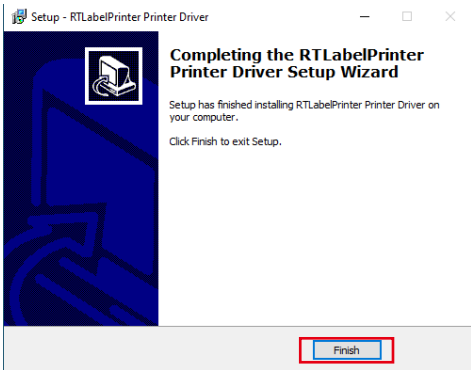 Setup - RTLabelPrinter Printer Driver
Completing the RTLabelPrinter
Printer Driver Setup Wizard
Setup has finished installing RTLabelPrinter Printer Driver on
your computer.
Click Finish to exit Setup.
Finish